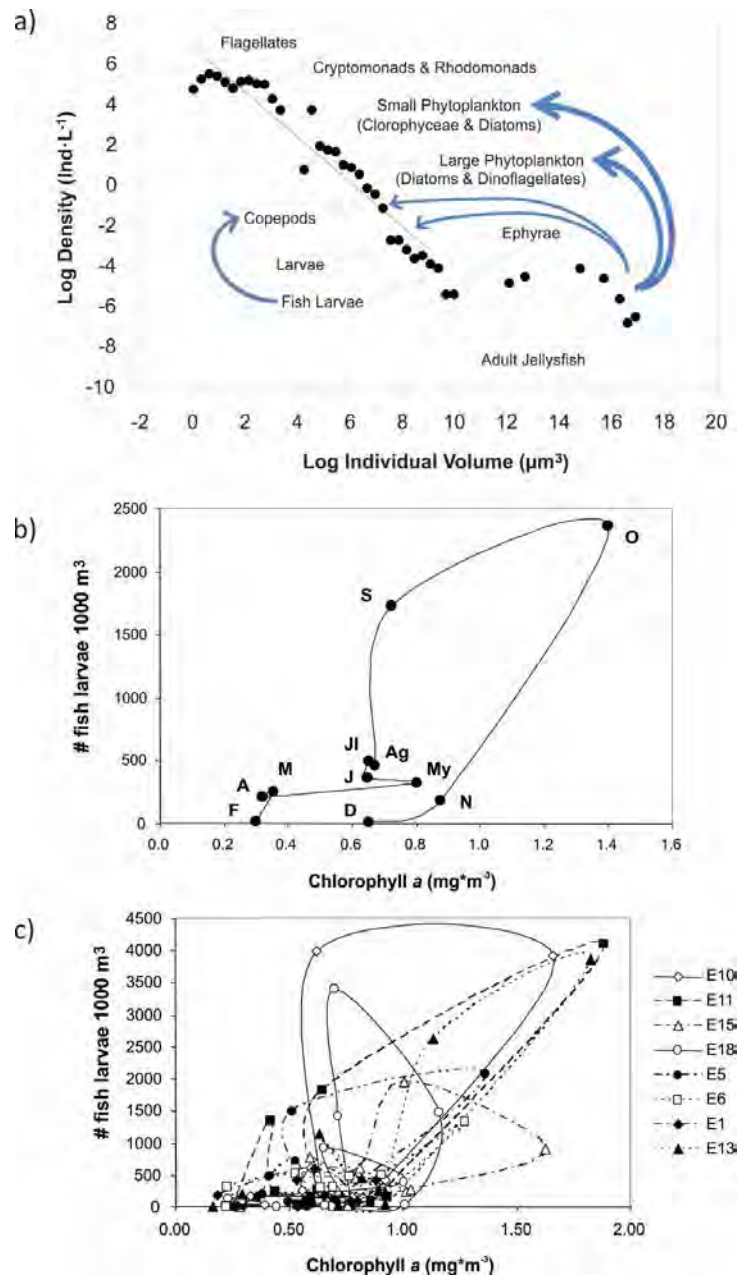 a)
8
6
4
2
0
-2
-4
-6
-8
-10
Log Density (Ind·L⁻¹)
Flagellates
Cryptomonads & Rhodomonads
Small Phytoplankton
(Clorophyceae & Diatoms)
Large Phytoplankton
(Diatoms & Dinoflagellates)
Copepods
Ephyrae
Larvae
Fish Larvae
Adult Jellysfish
-2 0 2 4 6 8 10 12 14 16 18 20
Log Individual Volume (µm³)
b)
2500
2000
1500
1000
500
0
# fish larvae 1000 m³
O
S
Jl
Ag
M
J
My
A
N
F
D
0.0 0.2 0.4 0.6 0.8 1.0 1.2 1.4 1.6
Chlorophyll a (mg*m⁻³)
c)
4500
4000
3500
3000
2500
2000
1500
1000
500
0
# fish larvae 1000 m³
E10
E11
E15
E18
E5
E6
E1
E13
0.00 0.50 1.00 1.50 2.00
Chlorophyll a (mg*m⁻³)